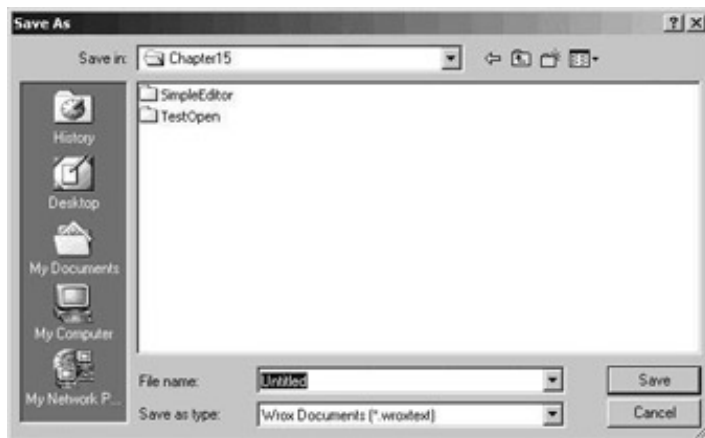 Save As
Save in: Chapter15
SimpleEditor
TestOpen
History
Desktop
My Documents
My Computer
My Network P...
File name: Untitled Save
Save as type: Wrox Documents (*.wroxtext) Cancel